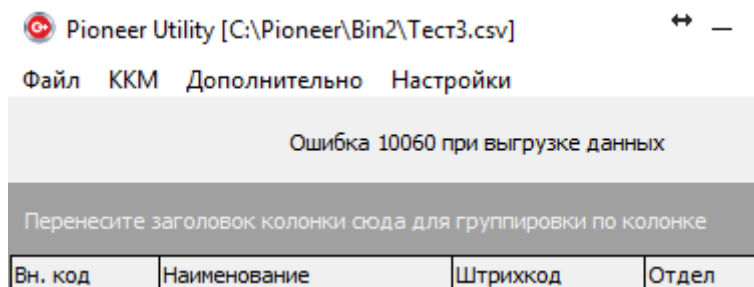 Pioneer Utility [C:\Pioneer\Bin2\Тест3.csv]
Файл ККМ Дополнительно Настройки
Ошибка 10060 при выгрузке данных
Перенесите заголовок колонки сюда для группировки по колонке
Вн. код Наименование Штрихкод Отдел